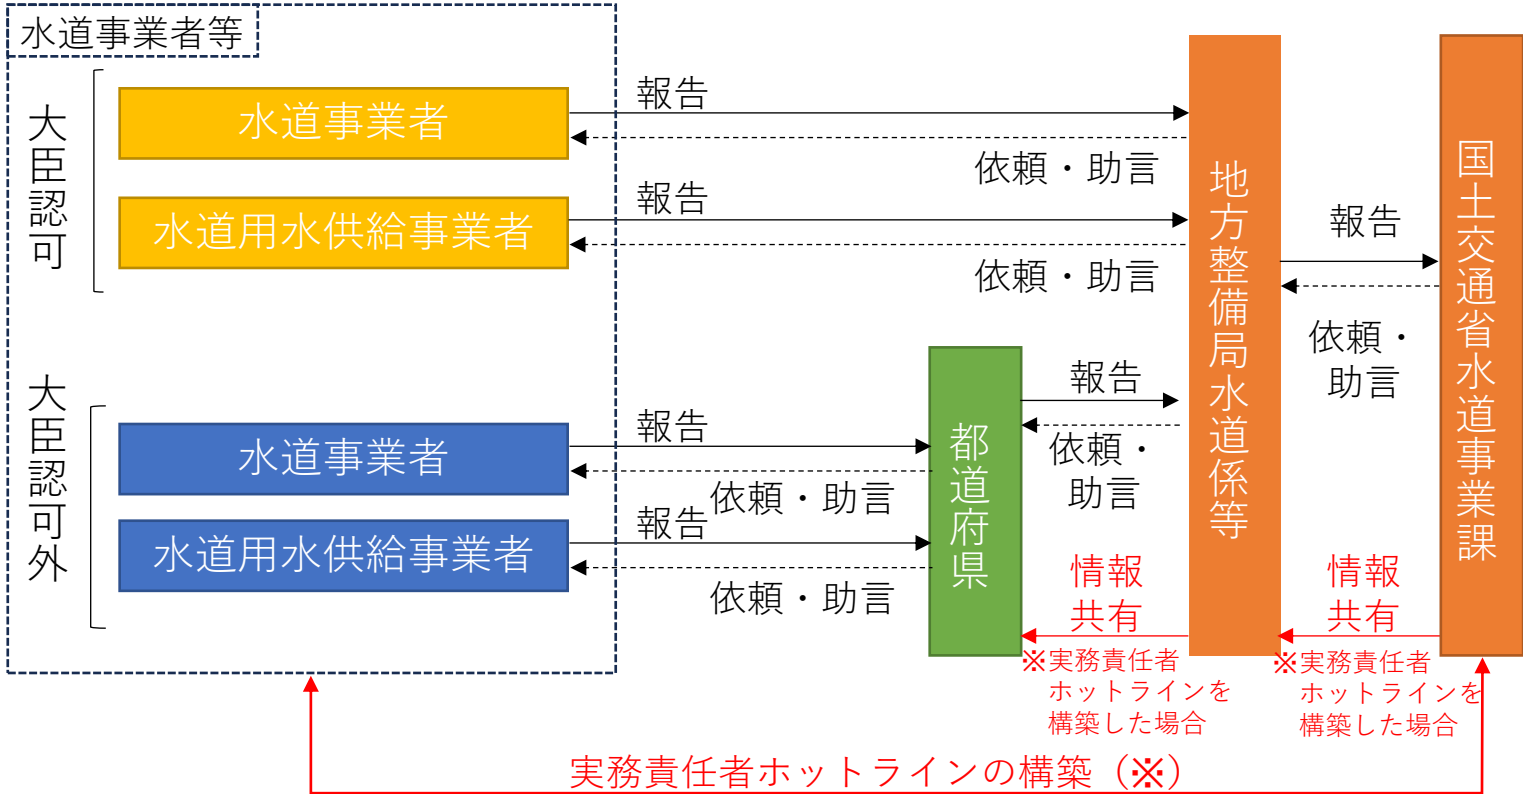 水道事業者等
大臣認可
水道事業者
報告
依頼・助言
水道用水供給事業者
報告
依頼・助言
大臣認可外
水道事業者
報告
依頼・助言
水道用水供給事業者
報告
依頼・助言
都道府県
報告
依頼・
助言
情報
共有
※実務責任者
ホットラインを
構築した場合
地方整備局水道係等
報告
依頼・
助言
情報
共有
※実務責任者
ホットラインを
構築した場合
国土交通省水道事業課
実務責任者ホットラインの構築（※）